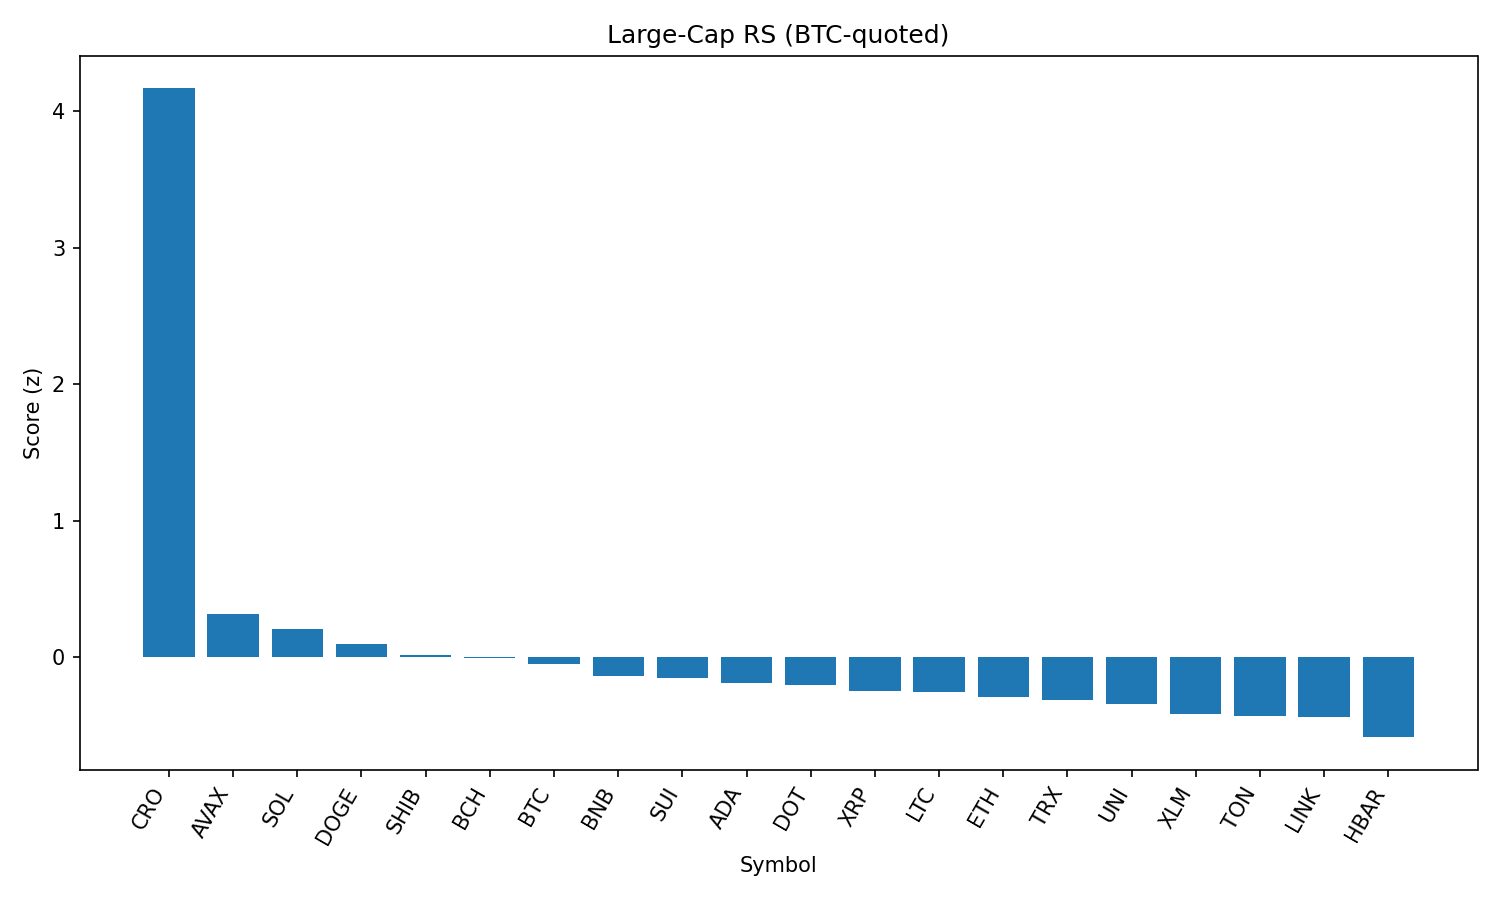 Large-Cap RS (BTC-quoted)
Score (z)
4
3
2
1
0
CRO
AVAX
SOL
DOGE
SHIB
BCH
BTC
BNB
SUI
ADA
DOT
XRP
LTC
ETH
TRX
UNI
XLM
TON
LINK
HBAR
Symbol